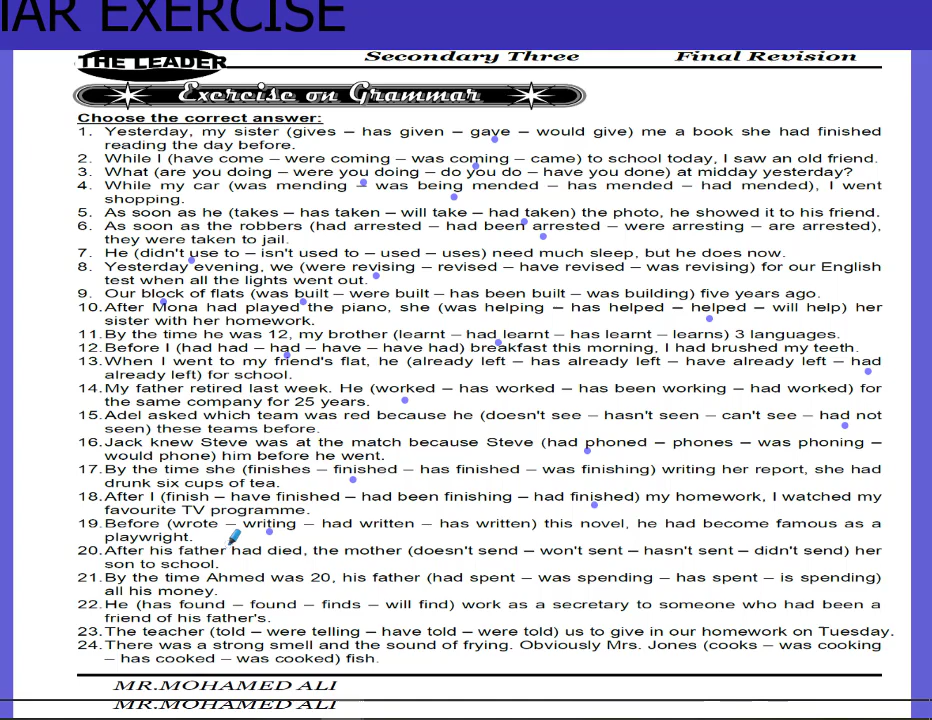 IAR EXERCISE
THE LEADER
Secondary Three
Final Revision
Exercise on Grammar
Choose the correct answer:
1. Yesterday, my sister (gives – has given – gave – would give) me a book she had finished
reading the day before.
2. While I (have come – were coming – was coming – came) to school today, I saw an old friend.
3. What (are you doing – were you doing – do you do – have you done) at midday yesterday?
4. While my car (was mending – was being mended – has mended – had mended), I went
shopping.
5. As soon as he (takes – has taken – will take – had taken) the photo, he showed it to his friend.
6. As soon as the robbers (had arrested – had been arrested – were arresting – are arrested),
they were taken to jail.
7. He (didn't use to – isn't used to – used – uses) need much sleep, but he does now.
8. Yesterday evening, we (were revising – revised – have revised – was revising) for our English
test when all the lights went out.
9. Our block of flats (was built – were built – has been built – was building) five years ago.
10. After Mona had played the piano, she (was helping – has helped – helped – will help) her
sister with her homework.
11. By the time he was 12, my brother (learnt – had learnt – has learnt – learns) 3 languages.
12. Before I (had had – had – have – have had) breakfast this morning, I had brushed my teeth.
13. When I went to my friend's flat, he (already left – has already left – have already left – had
already left) for school.
14. My father retired last week. He (worked – has worked – has been working – had worked) for
the same company for 25 years.
15. Adel asked which team was red because he (doesn't see – hasn't seen – can't see – had not
seen) these teams before.
16. Jack knew Steve was at the match because Steve (had phoned – phones – was phoning –
would phone) him before he went.
17. By the time she (finishes – finished – has finished – was finishing) writing her report, she had
drunk six cups of tea.
18. After I (finish – have finished – had been finishing – had finished) my homework, I watched my
favourite TV programme.
19. Before (wrote – writing – had written – has written) this novel, he had become famous as a
playwright.
20. After his father had died, the mother (doesn't send – won't sent – hasn't sent – didn't send) her
son to school.
21. By the time Ahmed was 20, his father (had spent – was spending – has spent – is spending)
all his money.
22. He (has found – found – finds – will find) work as a secretary to someone who had been a
friend of his father's.
23. The teacher (told – were telling – have told – were told) us to give in our homework on Tuesday.
24. There was a strong smell and the sound of frying. Obviously Mrs. Jones (cooks – was cooking
– has cooked – was cooked) fish.
MR.MOHAMED ALI
MR.MOHAMED ALI